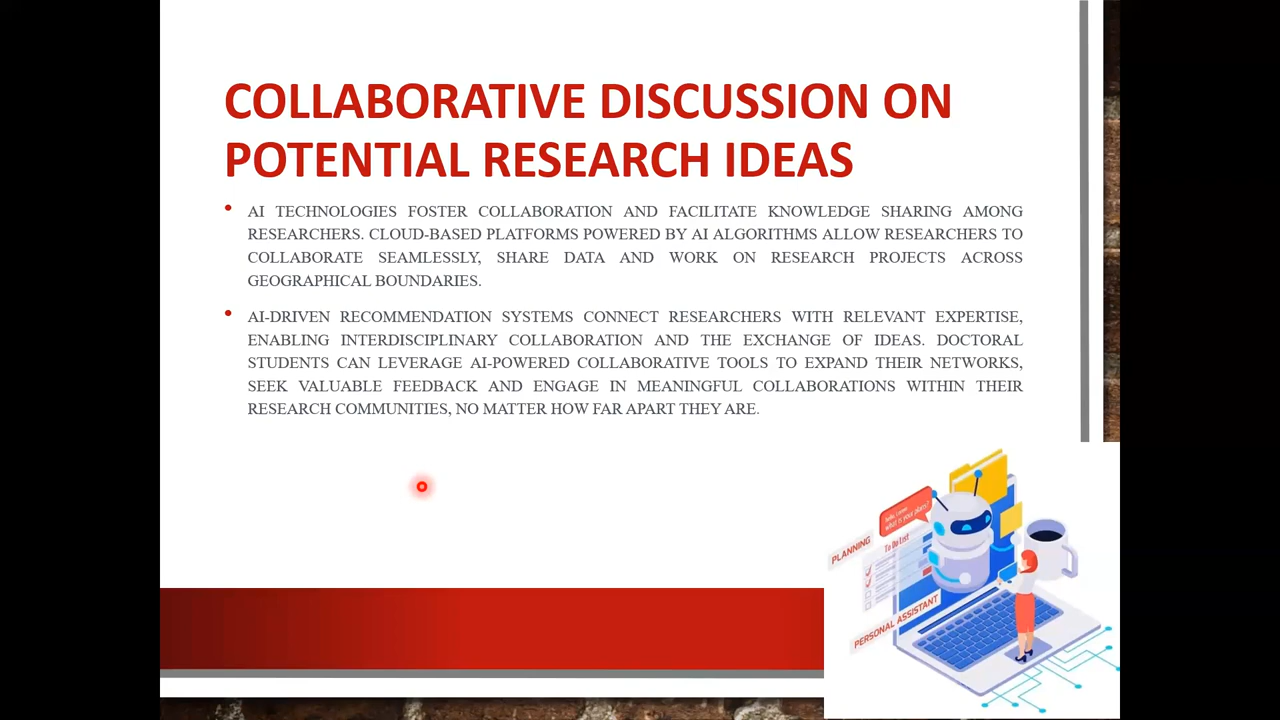 COLLABORATIVE DISCUSSION ON
POTENTIAL RESEARCH IDEAS
• AI TECHNOLOGIES FOSTER COLLABORATION AND FACILITATE KNOWLEDGE SHARING AMONG
RESEARCHERS. CLOUD-BASED PLATFORMS POWERED BY AI ALGORITHMS ALLOW RESEARCHERS TO
COLLABORATE SEAMLESSLY, SHARE DATA AND WORK ON RESEARCH PROJECTS ACROSS
GEOGRAPHICAL BOUNDARIES.
• AI-DRIVEN RECOMMENDATION SYSTEMS CONNECT RESEARCHERS WITH RELEVANT EXPERTISE,
ENABLING INTERDISCIPLINARY COLLABORATION AND THE EXCHANGE OF IDEAS. DOCTORAL
STUDENTS CAN LEVERAGE AI-POWERED COLLABORATIVE TOOLS TO EXPAND THEIR NETWORKS,
SEEK VALUABLE FEEDBACK AND ENGAGE IN MEANINGFUL COLLABORATIONS WITHIN THEIR
RESEARCH COMMUNITIES, NO MATTER HOW FAR APART THEY ARE.
what is your plan?
PLANNING
To Do List
PERSONAL ASSISTANT